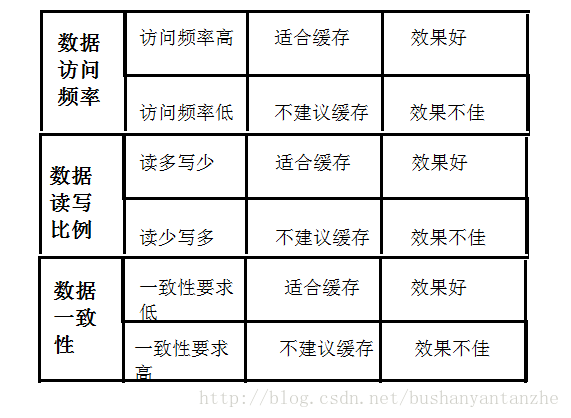 数据
访问
频率
访问频率高
适合缓存
效果好
访问频率低
不建议缓存
效果不佳
数据
读写
比例
读多写少
适合缓存
效果好
读少写多
不建议缓存
效果不佳
数据
一致
性
一致性要求
低
适合缓存
效果好
一致性要求
高
不建议缓存
效果不佳
http://blog.csdn.net/bushanyantanzhe